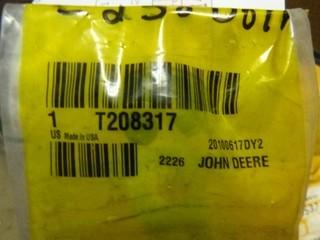 1 T208317
US Made in USA
20100617DY2
2226 JOHN DEERE